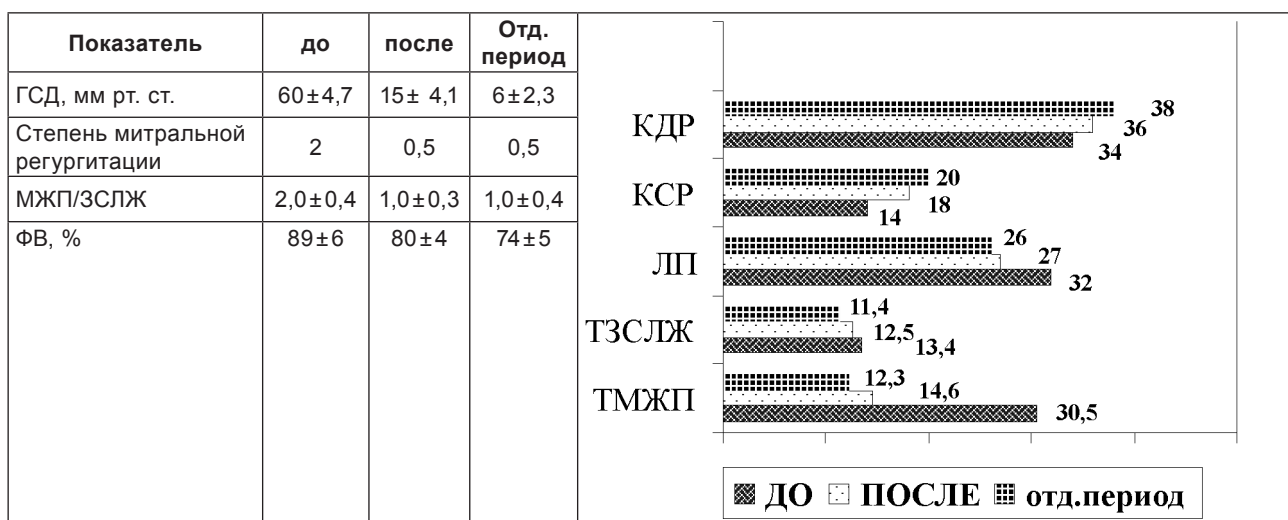 Показатель до после Отд. период
ГСД, мм рт. ст. 60±4,7 15± 4,1 6±2,3
Степень митральной
регургитации 2 0,5 0,5
МЖП/ЗСЛЖ 2,0±0,4 1,0±0,3 1,0±0,4
ФВ, % 89±6 80±4 74±5
КДР
38
36
34
КСР
20
18
14
ЛП
26
27
32
ТЗСЛЖ
11,4
12,5
13,4
ТМЖП
12,3
14,6
30,5
ДО ПОСЛЕ отд.период